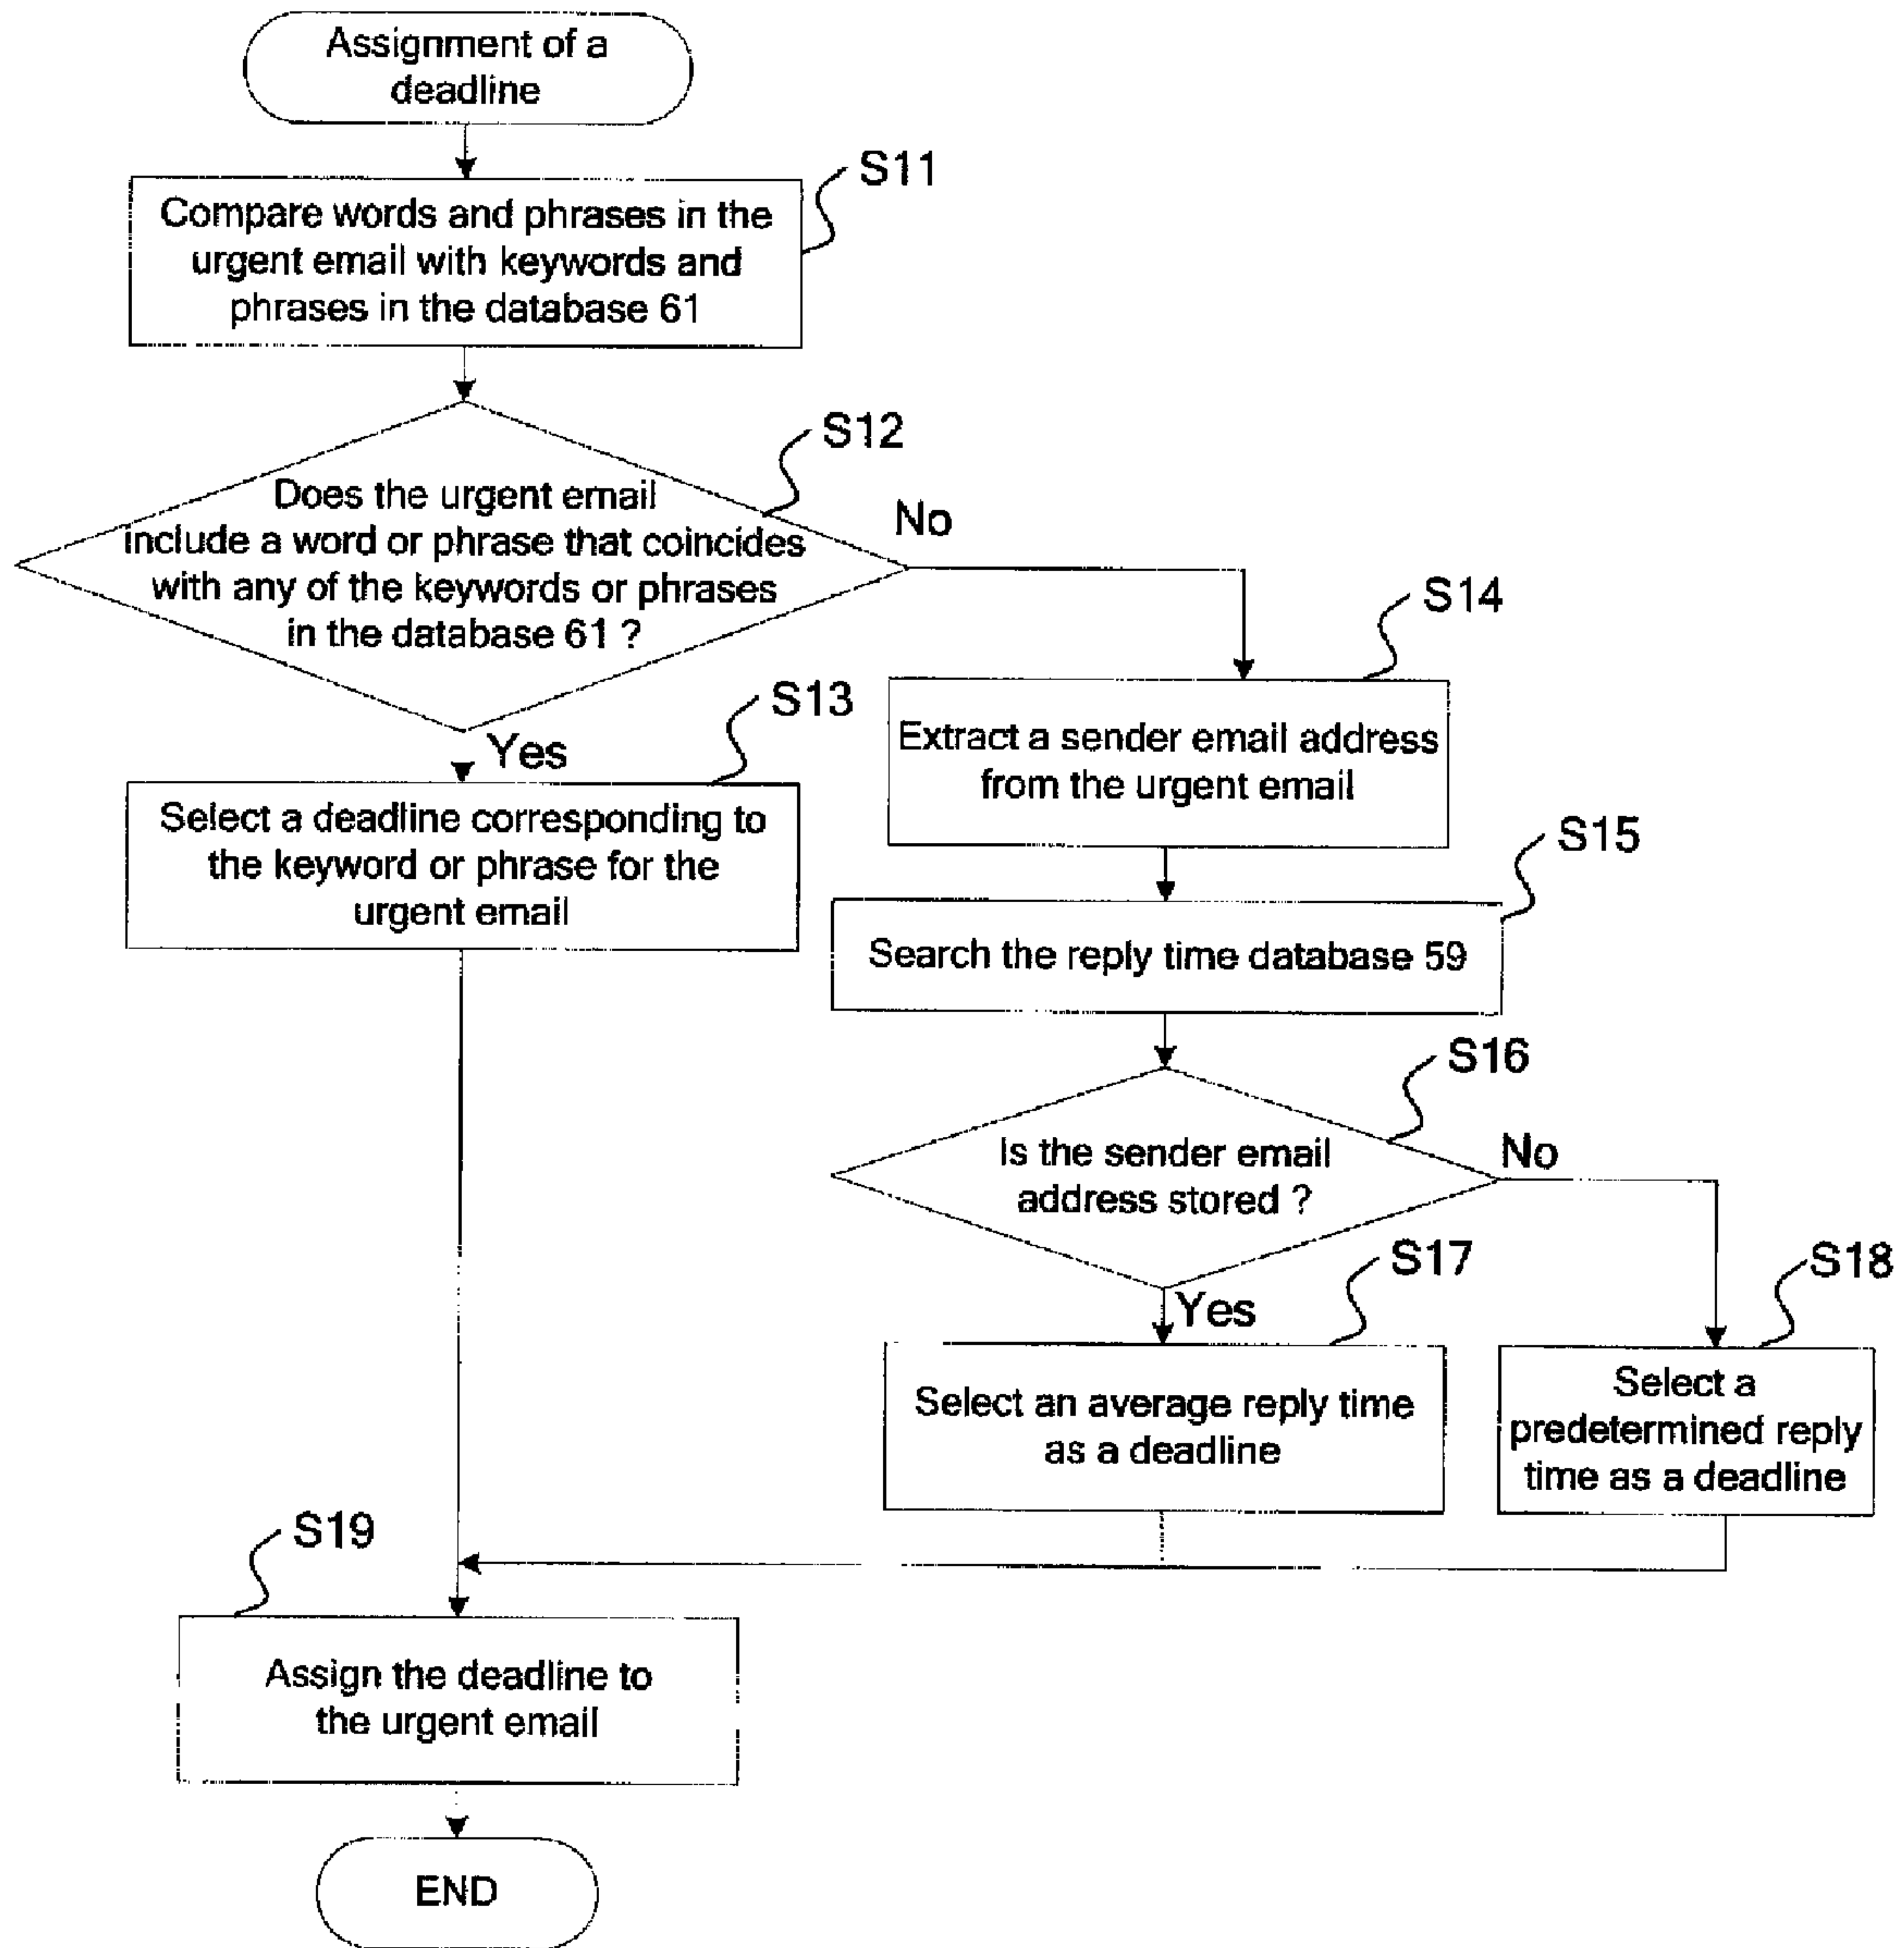 Assignment of a
deadline
S11
Compare words and phrases in the
urgent email with keywords and
phrases in the database 61
S12
Does the urgent email
include a word or phrase that coincides
with any of the keywords or phrases
in the database 61 ?
No
Yes
S13
Select a deadline corresponding to
the keyword or phrase for the
urgent email
S14
Extract a sender email address
from the urgent email
S15
Search the reply time database 59
S16
Is the sender email
address stored ?
No
Yes
S17
Select an average reply time
as a deadline
S18
Select a
predetermined reply
time as a deadline
S19
Assign the deadline to
the urgent email
END